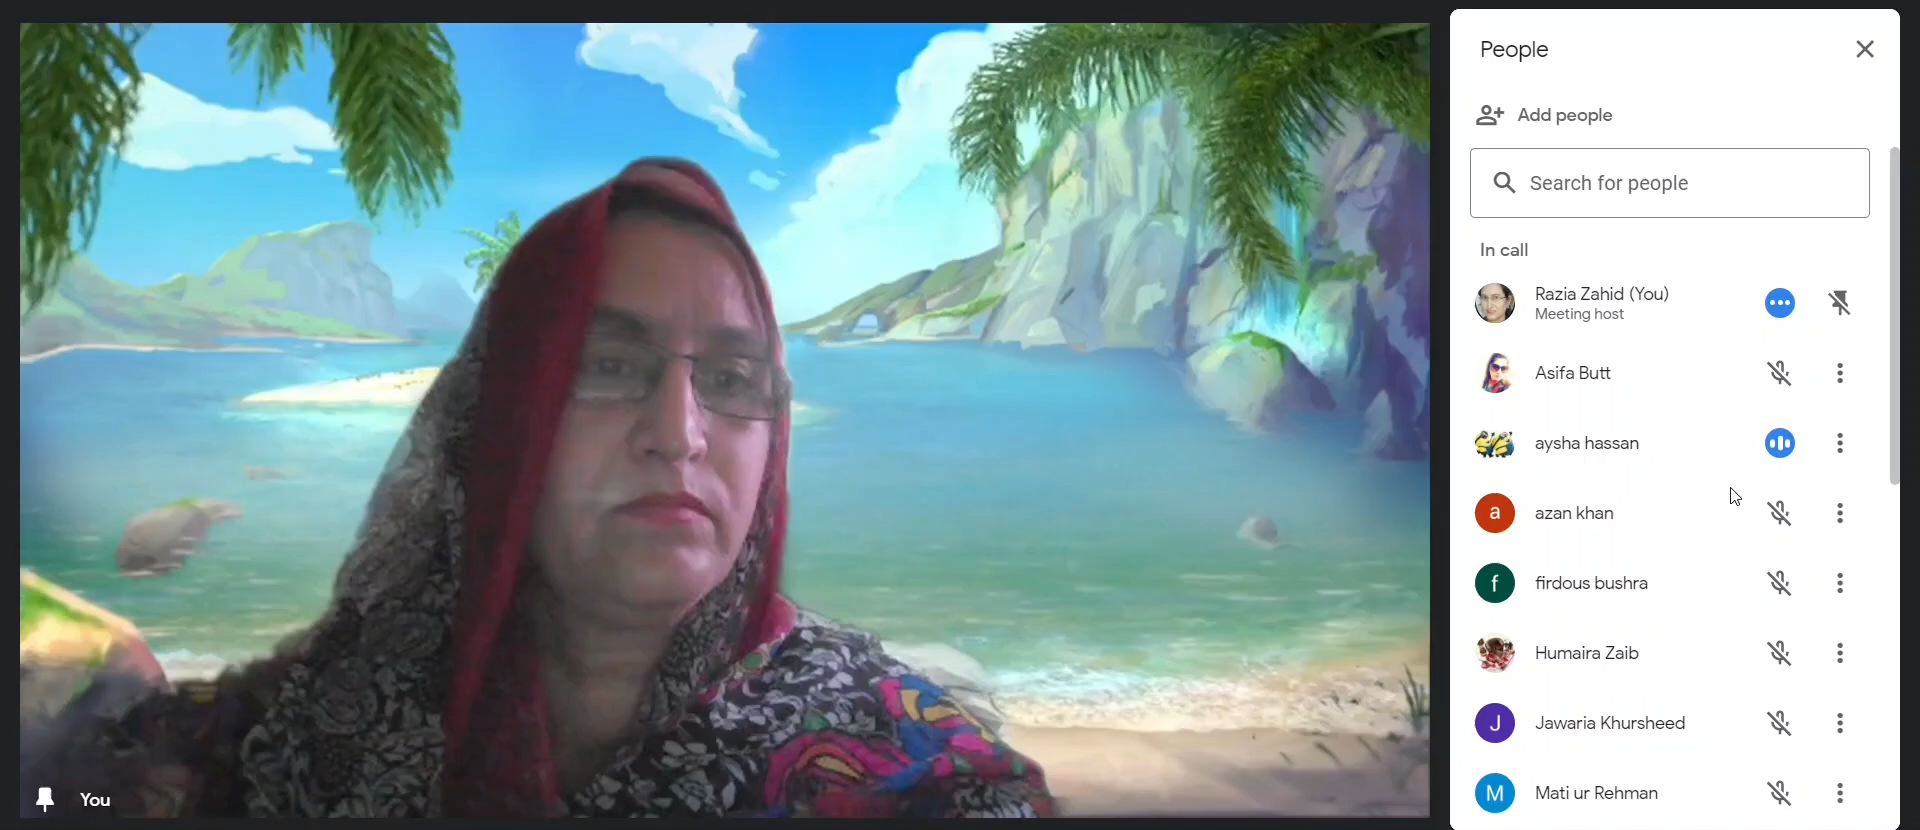 You
People
Add people
Search for people
In call
Razia Zahid (You)
Meeting host
Asifa Butt
aysha hassan
a
azan khan
f
firdous bushra
Humaira Zaib
J
Jawaria Khursheed
M
Mati ur Rehman